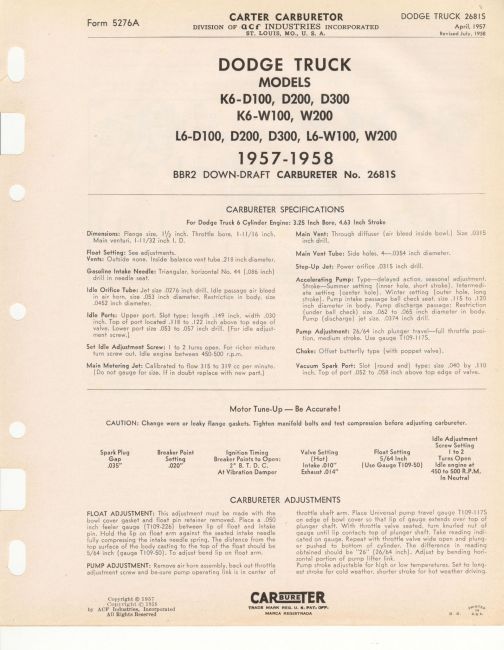 Form 5276A
CARTER CARBURETOR
DIVISION OF acf INDUSTRIES INCORPORATED
ST. LOUIS, MO., U. S. A.
DODGE TRUCK 2681S
April, 1957
Revised July, 1958
DODGE TRUCK
MODELS
K6-D100, D200, D300
K6-W100, W200
L6-D100, D200, D300, L6-W100, W200
1957-1958
BBR2 DOWN-DRAFT CARBURETER No. 2681S
CARBURETER SPECIFICATIONS
For Dodge Truck 6 Cylinder Engine: 3.25 Inch Bore, 4.63 Inch Stroke
Dimensions: Flange size, 1½ inch. Throttle bore, 1-11/16 inch.
Main venturi, 1-11/32 inch I. D.
Float Setting: See adjustments.
Vents: Outside none. Inside balance vent tube .218 inch diameter.
Gasoline Intake Needle: Triangular, horizontal No. 44 (.086 inch)
drill in needle seat.
Idle Orifice Tube: Jet size .0276 inch drill. Idle passage air bleed
in air horn, size .053 inch diameter. Restriction in body, size
.0452 inch diameter.
Idle Ports: Upper port. Slot type; length .149 inch, width .030
inch. Top of port located .118 to .122 inch above top edge of
valve. Lower port size .053 to .057 inch drill. (For idle adjust-
ment screw.)
Set Idle Adjustment Screw: 1 to 2 turns open. For richer mixture
turn screw out. Idle engine between 450-500 r.p.m.
Main Metering Jet: Calibrated to flow 315 to 319 cc per minute.
(Do not gauge for size. If in doubt replace with new part.)
Main Vent: Through diffuser (air bleed inside bowl.) Size .0315
inch drill.
Main Vent Tube: Side holes, 4—.0354 inch diameter.
Step-Up Jet: Power orifice .0315 inch drill.
Accelerating Pump: Type—delayed action, seasonal adjustment.
Stroke—Summer setting (inner hole, short stroke). Intermedi-
ate setting (center hole). Winter setting (outer hole, long
stroke). Pump intake passage ball check seat, size .115 to .120
inch diameter in body. Pump discharge passage: Restriction
(under ball check) size .062 to .065 inch diameter in body.
Pump (discharge) jet size .0374 inch drill.
Pump Adjustment: 26/64 inch plunger travel—full throttle posi-
tion, medium stroke. Use gauge T109-117S.
Choke: Offset butterfly type (with poppet valve).
Vacuum Spark Port: Slot (round end) type; size .040 by .110
inch. Top of port .052 to .058 inch above top edge of valve.
Motor Tune-Up — Be Accurate!
CAUTION: Change worn or leaky flange gaskets. Tighten manifold bolts and test compression before adjusting carbureter.
Spark Plug
Gap
.035"
Breaker Point
Setting
.020"
Ignition Timing
Breaker Points to Open:
2° B. T. D. C.
At Vibration Damper
Valve Setting
(Hot)
Intake .010"
Exhaust .014"
Float Setting
5/64 Inch
(Use Gauge T109-50)
Idle Adjustment
Screw Setting
1 to 2
Turns Open
Idle engine at
450 to 500 R.P.M.
In Neutral
CARBURETER ADJUSTMENTS
FLOAT ADJUSTMENT: This adjustment must be made with the
bowl cover gasket and float pin retainer removed. Place a .050
inch feeler gauge (T109-226) between lip of float and intake
pin. Hold the lip on float arm against the seated intake needle
fully compressing the intake needle spring. The distance from the
top surface of the body casting to the top of the float should be
5/64 inch (gauge T109-50). To adjust bend lip on float arm.
PUMP ADJUSTMENT: Remove air horn assembly, back out throttle
adjustment screw and be-sure pump operating link is in center of
throttle shaft arm. Place Universal pump travel gauge T109-117S
on edge of bowl cover so that lip of gauge extends over top of
plunger shaft. With throttle valve seated, turn knurled nut of
gauge until lip contacts top of plunger shaft. Take reading indi-
cated on gauge. Repeat with throttle valve wide open and plung-
er pushed to bottom of cylinder. The difference in reading
obtained should be "26" (26/64 inch). Adjust by bending hori-
zontal portion of pump lifter link.
Pump stroke adjustable for high or low temperatures. Set to long-
est stroke for cold weather, shorter stroke for hot weather driving.
Copyright © 1957
Copyright © 1958
by ACF Industries, Incorporated
All Rights Reserved
CARBURETER
TRADE MARK REG. U. S. PAT. OFF.
MARCA REGISTRADA
PRINTED
IN
U.S.A.